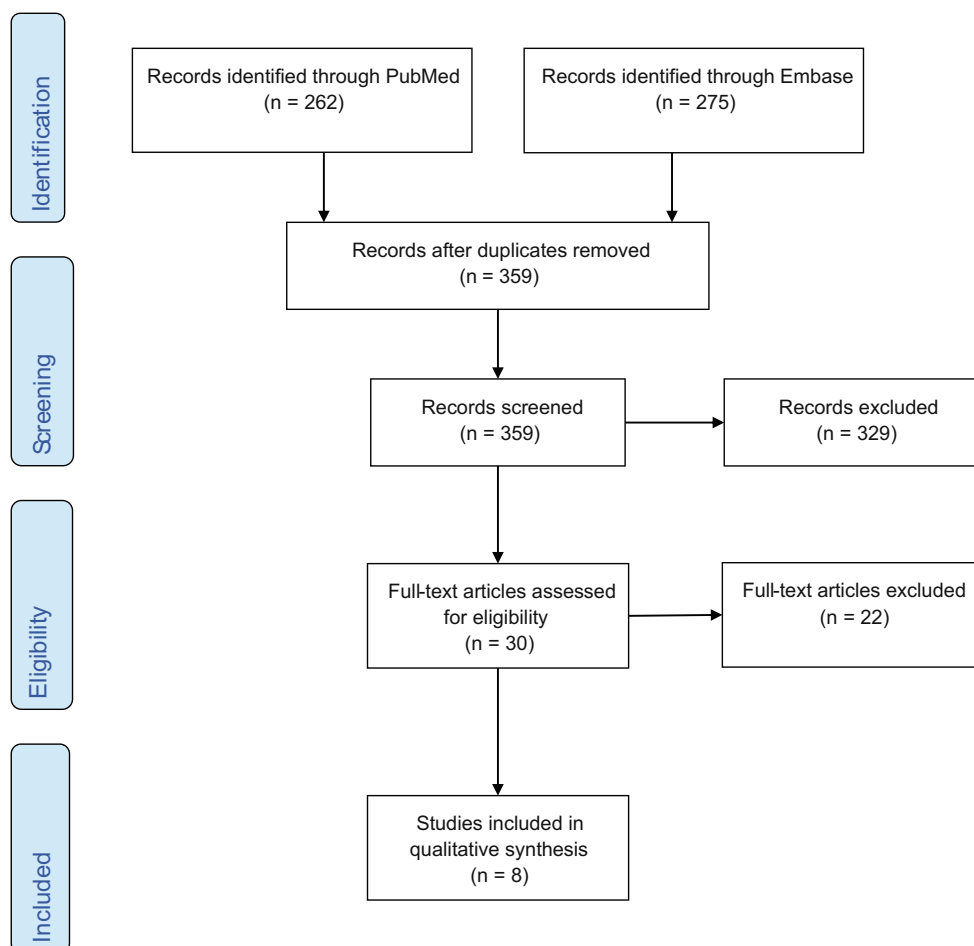 Identification
Records identified through PubMed
(n = 262)
Records identified through Embase
(n = 275)
Records after duplicates removed
(n = 359)
Screening
Records screened
(n = 359)
Records excluded
(n = 329)
Eligibility
Full-text articles assessed
for eligibility
(n = 30)
Full-text articles excluded
(n = 22)
Included
Studies included in
qualitative synthesis
(n = 8)